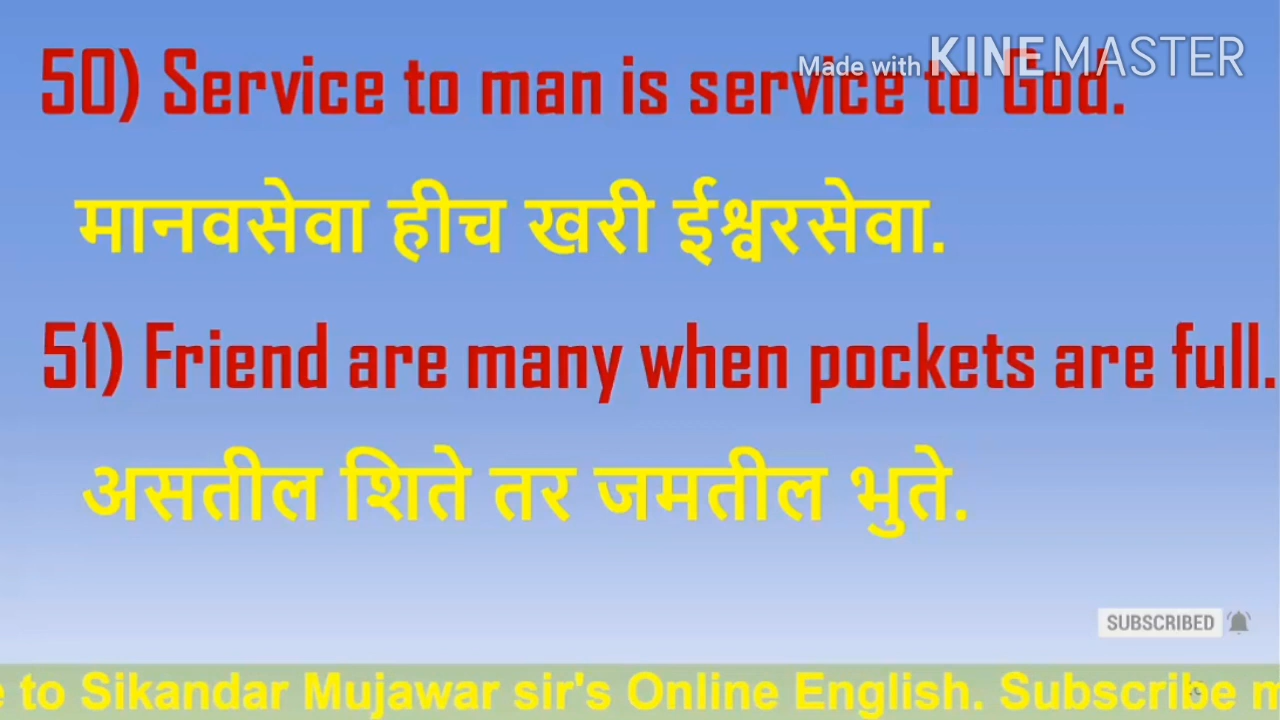 50) Service to man is service to God.
Made with KINEMASTER
मानवसेवा हीच खरी ईश्वरसेवा.
51) Friend are many when pockets are full.
असतील शिते तर जमतील भुते.
SUBSCRIBED
e to Sikandar Mujawar sir's Online English. Subscribe m